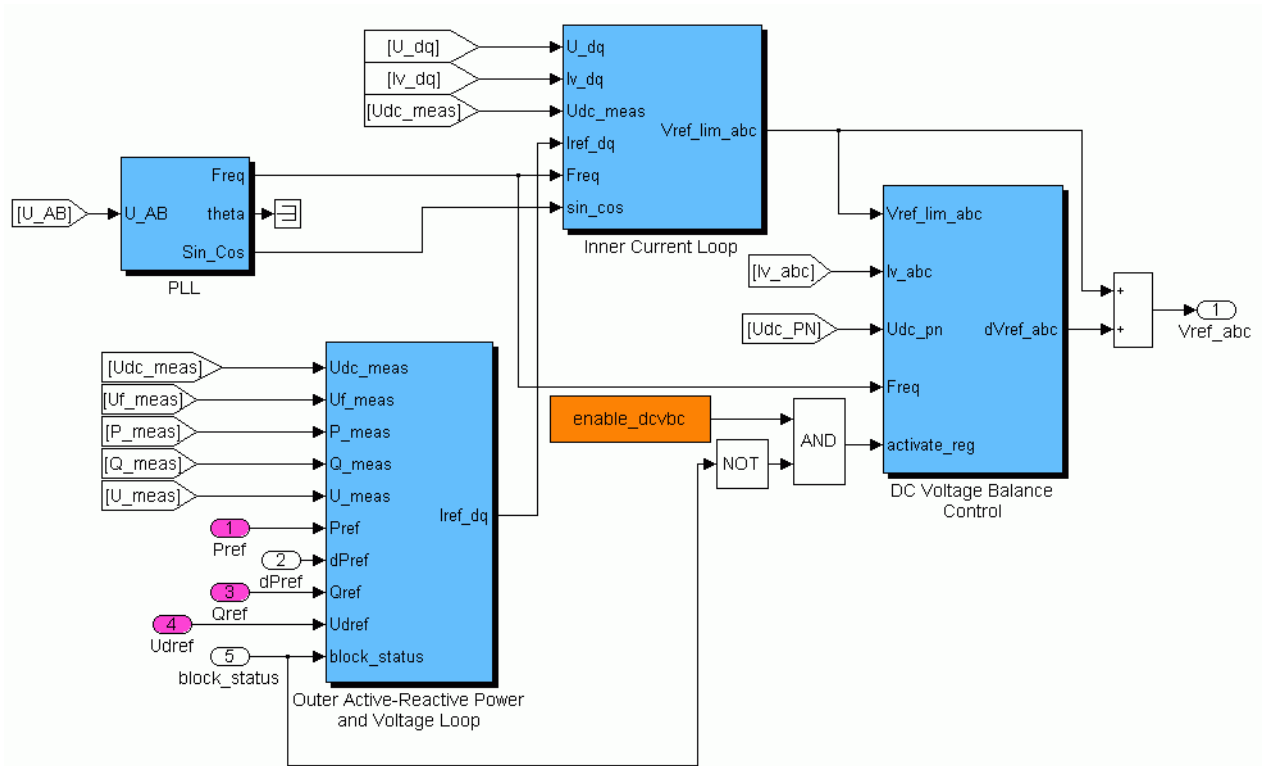 [U_dq]
[Iv_dq]
[Udc_meas]
U_dq
Iv_dq
Udc_meas
Iref_dq
Freq
sin_cos
Vref_lim_abc
Inner Current Loop
[U_AB]
U_AB
Freq
theta
Sin_Cos
PLL
Vref_lim_abc
[Iv_abc]
Iv_abc
[Udc_PN]
Udc_pn
dVref_abc
Freq
activate_reg
DC Voltage Balance
Control
+
+
1
Vref_abc
enable_dcvbc
NOT
AND
[Udc_meas]
[Uf_meas]
[P_meas]
[Q_meas]
[U_meas]
1
Pref
2
dPref
3
Qref
4
Udref
5
block_status
Udc_meas
Uf_meas
P_meas
Q_meas
U_meas
Pref
dPref
Qref
Udref
block_status
Iref_dq
Outer Active-Reactive Power
and Voltage Loop